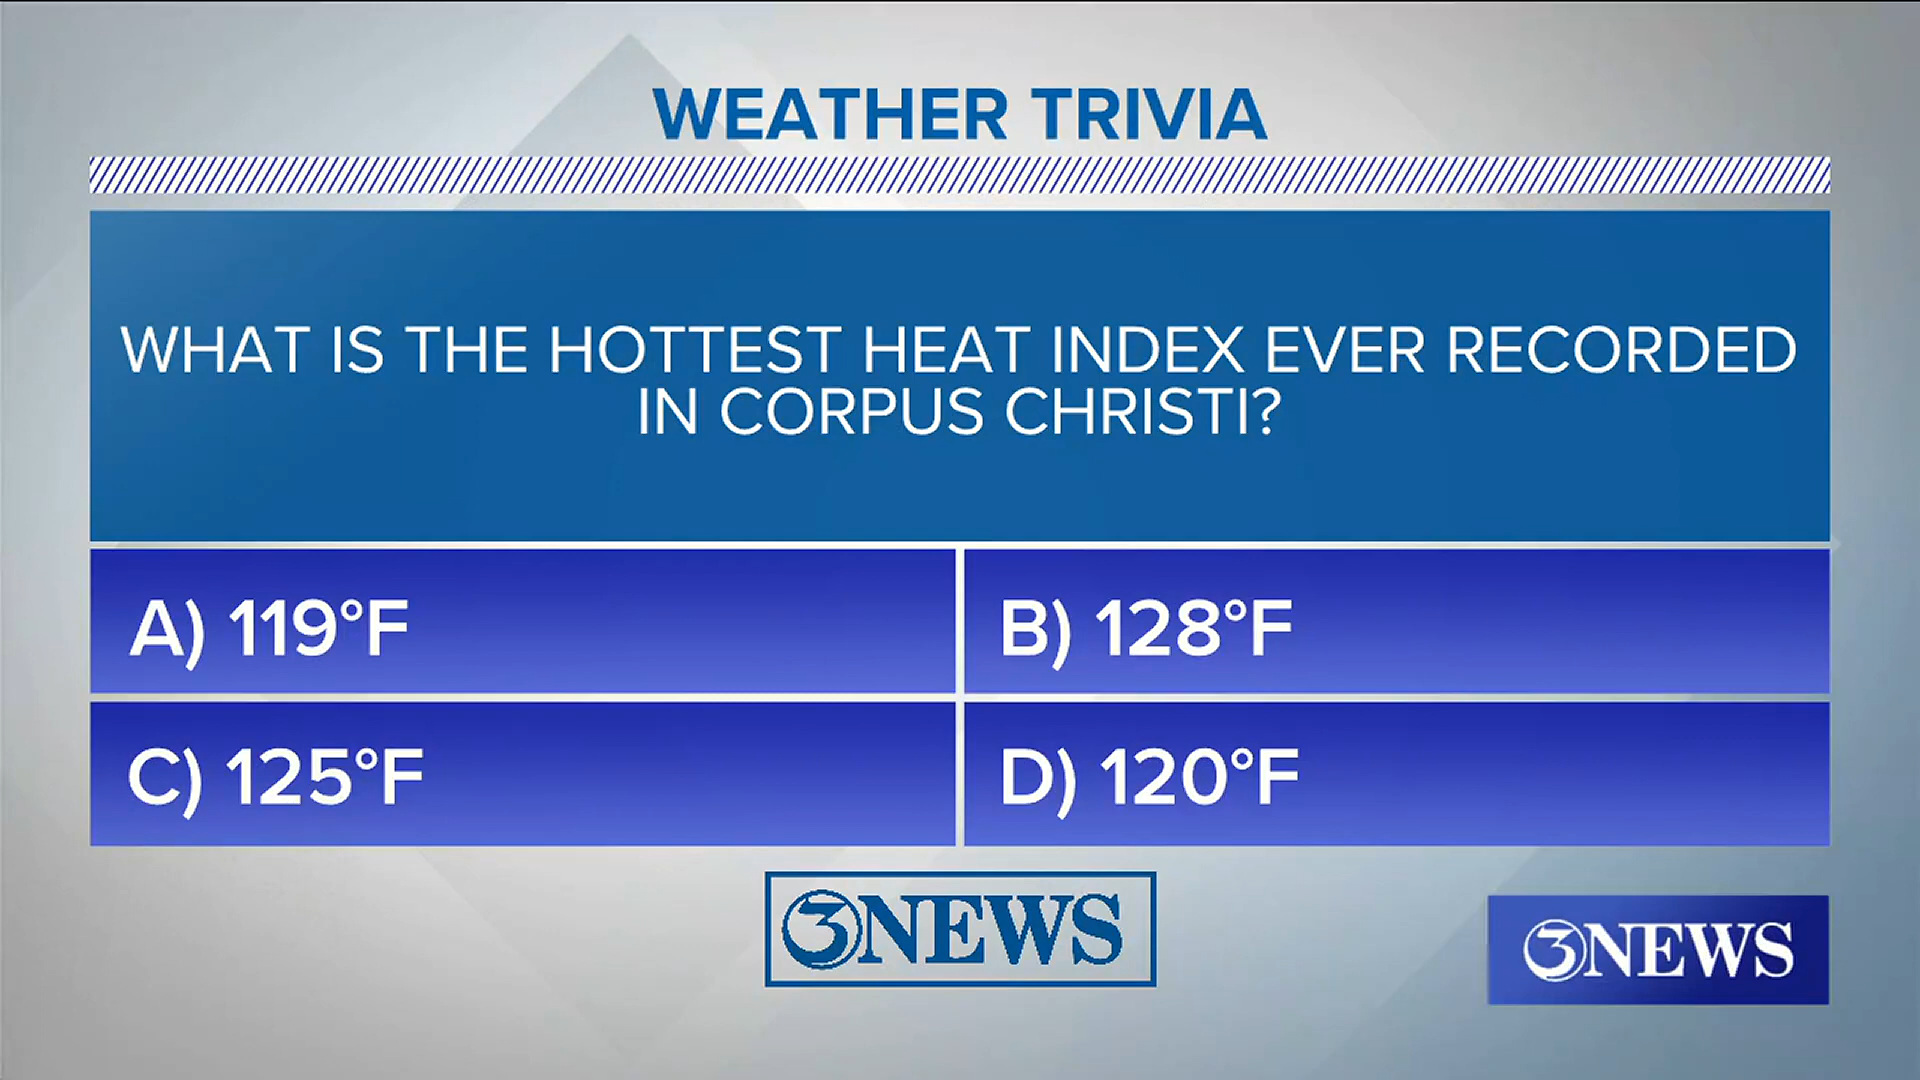 WEATHER TRIVIA
WHAT IS THE HOTTEST HEAT INDEX EVER RECORDED
IN CORPUS CHRISTI?
A) 119°F
B) 128°F
C) 125°F
D) 120°F
3NEWS
3NEWS